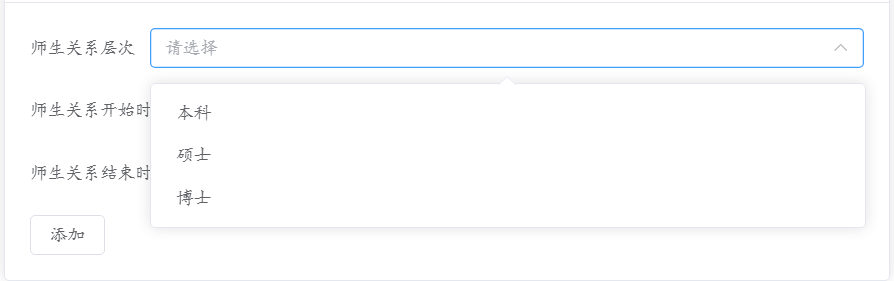 师生关系层次 请选择
师生关系开始时
本科
硕士
师生关系结束时
博士
添加